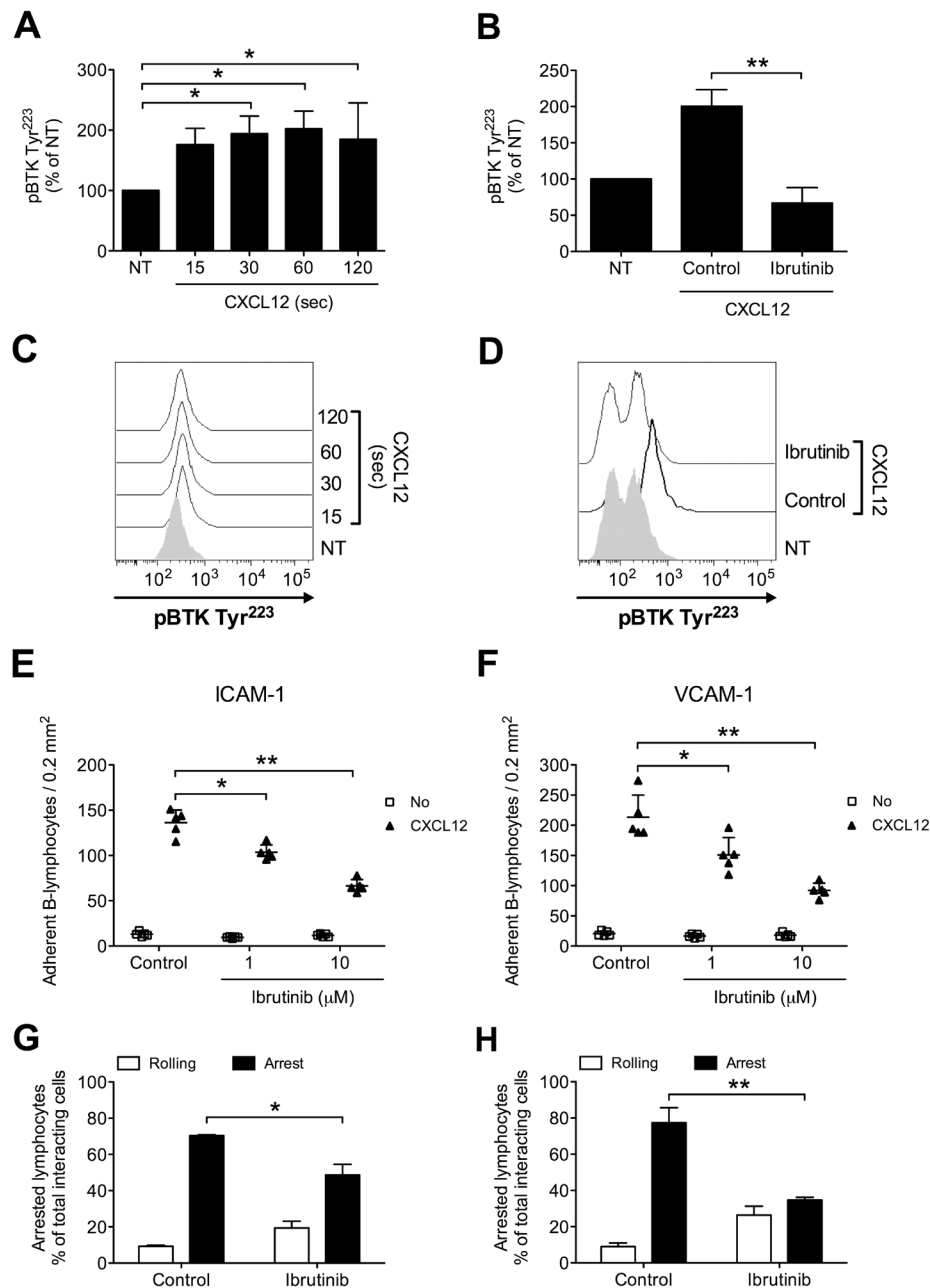 A
pBTK Tyr223
(% of NT)
300
200
100
0
*
*
*
NT 15 30 60 120
CXCL12 (sec)
B
pBTK Tyr223
(% of NT)
250
200
150
100
50
0
**
NT Control Ibrutinib
CXCL12
C
120
60
30
15
NT
CXCL12
(sec)
10² 10³ 10⁴ 10⁵
pBTK Tyr²²³
D
Ibrutinib
Control
NT
CXCL12
10² 10³ 10⁴ 10⁵
pBTK Tyr²²³
E
ICAM-1
Adherent B-lymphocytes / 0.2 mm²
200
150
100
50
0
**
*
No
CXCL12
Control 1 10
Ibrutinib (μM)
F
VCAM-1
Adherent B-lymphocytes / 0.2 mm²
300
250
200
150
100
50
0
**
*
No
CXCL12
Control 1 10
Ibrutinib (μM)
G
Rolling Arrest
Arrested lymphocytes
% of total interacting cells
100
80
60
40
20
0
*
Control Ibrutinib
H
Rolling Arrest
Arrested lymphocytes
% of total interacting cells
100
80
60
40
20
0
**
Control Ibrutinib